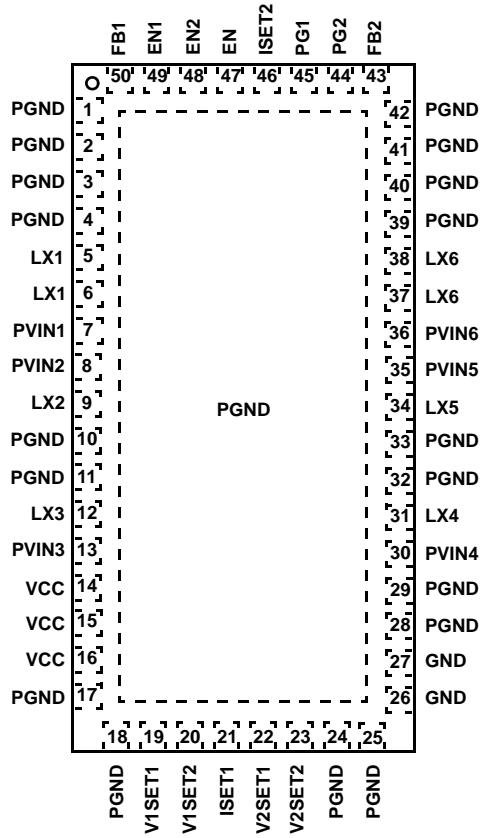 FB1 EN1 EN2 EN ISET2 PG1 PG2 FB2
50 49 48 47 46 45 44 43
PGND 1 42 PGND
PGND 2 41 PGND
PGND 3 40 PGND
PGND 4 39 PGND
LX1 5 38 LX6
LX1 6 37 LX6
PVIN1 7 36 PVIN6
PVIN2 8 35 PVIN5
LX2 9 PGND 34 LX5
PGND 10 33 PGND
PGND 11 32 PGND
LX3 12 31 LX4
PVIN3 13 30 PVIN4
VCC 14 29 PGND
VCC 15 28 PGND
VCC 16 27 GND
PGND 17 26 GND
18 19 20 21 22 23 24 25
PGND V1SET1 V1SET2 ISET1 V2SET1 V2SET2 PGND PGND